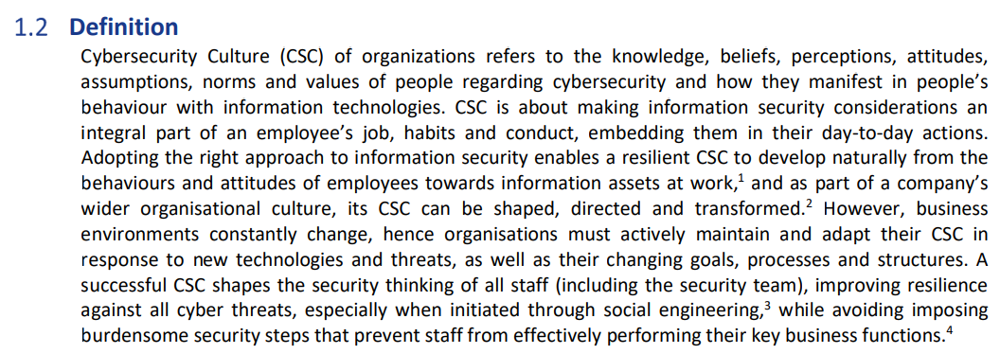 1.2 Definition
Cybersecurity Culture (CSC) of organizations refers to the knowledge, beliefs, perceptions, attitudes,
assumptions, norms and values of people regarding cybersecurity and how they manifest in people’s
behaviour with information technologies. CSC is about making information security considerations an
integral part of an employee’s job, habits and conduct, embedding them in their day-to-day actions.
Adopting the right approach to information security enables a resilient CSC to develop naturally from the
behaviours and attitudes of employees towards information assets at work,¹ and as part of a company’s
wider organisational culture, its CSC can be shaped, directed and transformed.² However, business
environments constantly change, hence organisations must actively maintain and adapt their CSC in
response to new technologies and threats, as well as their changing goals, processes and structures. A
successful CSC shapes the security thinking of all staff (including the security team), improving resilience
against all cyber threats, especially when initiated through social engineering,³ while avoiding imposing
burdensome security steps that prevent staff from effectively performing their key business functions.⁴